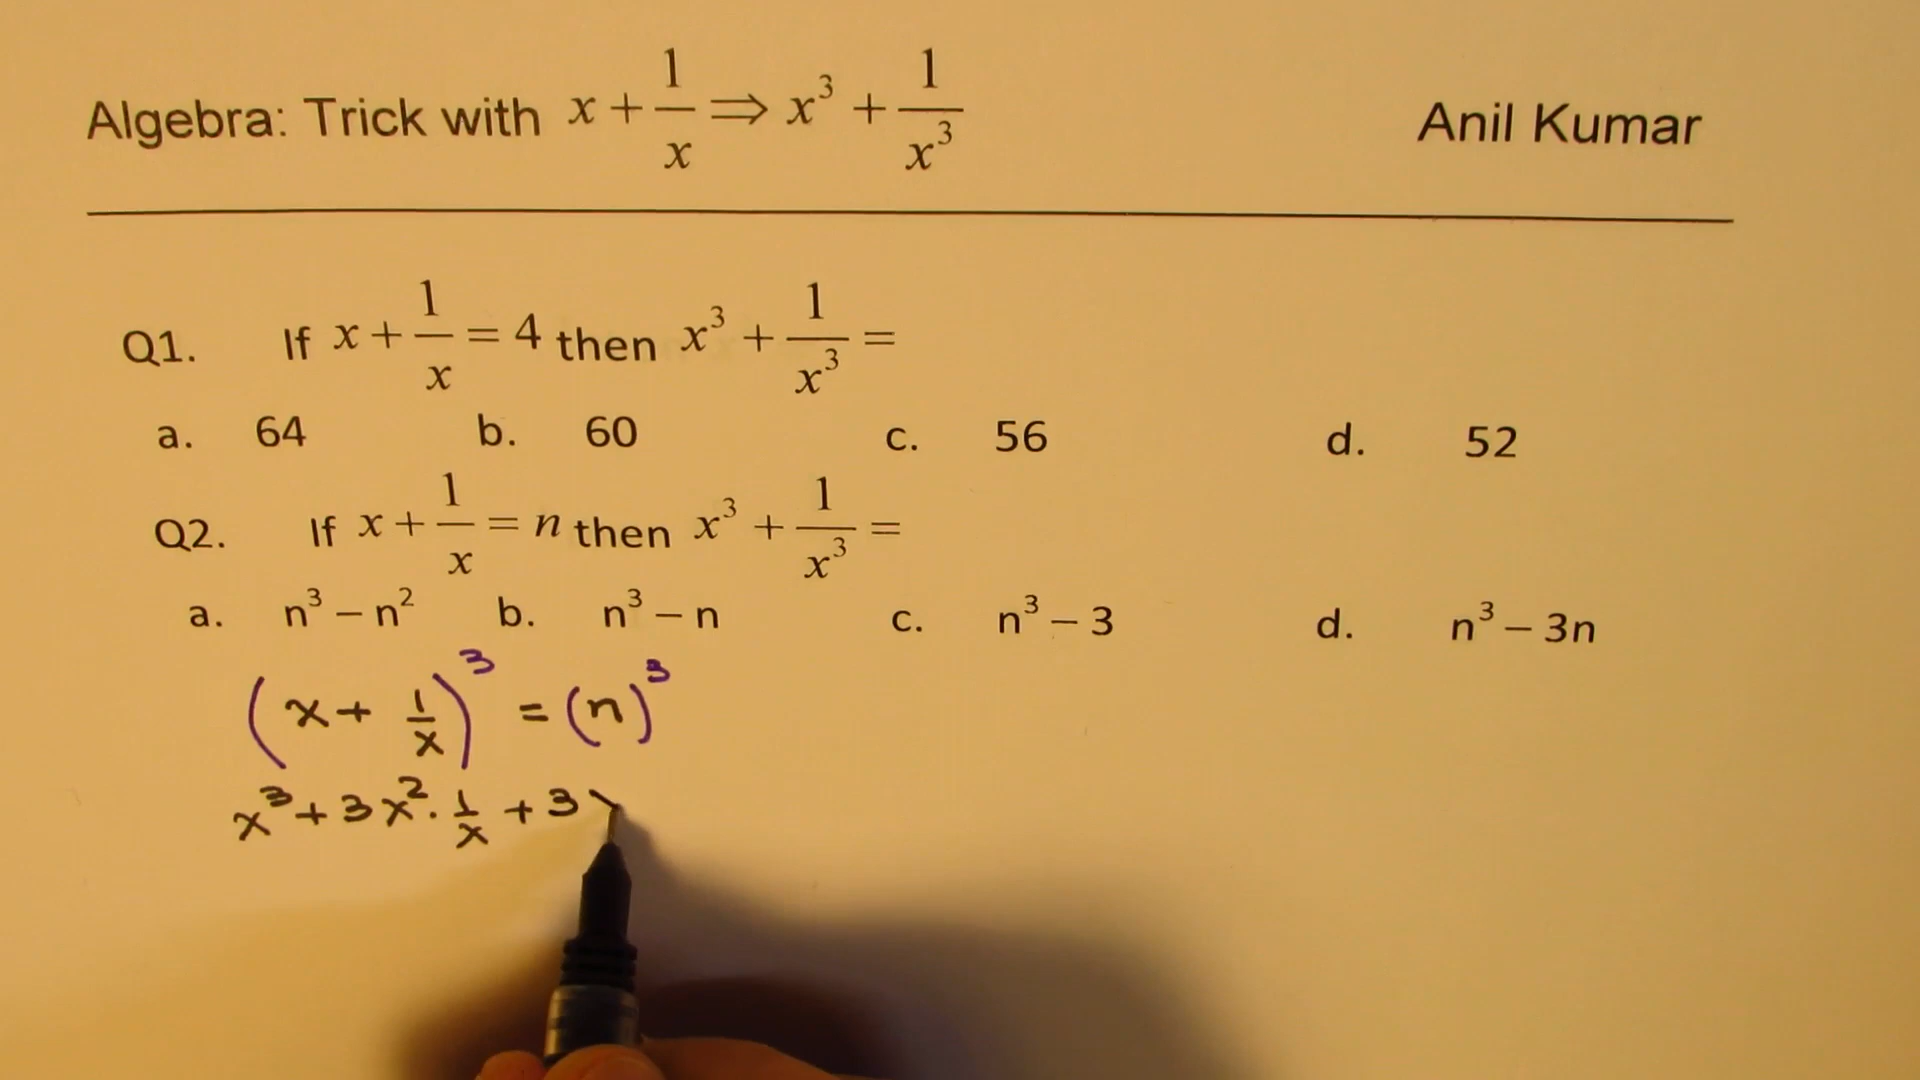 Algebra: Trick with x + 1/x ⇒ x³ + 1/x³ Anil Kumar
Q1. If x + 1/x = 4 then x³ + 1/x³ =
a. 64 b. 60 c. 56 d. 52
Q2. If x + 1/x = n then x³ + 1/x³ =
a. n³ – n² b. n³ – n c. n³ – 3 d. n³ – 3n
(x + 1/x)³ = (n)³
x³ + 3x² · 1/x + 3